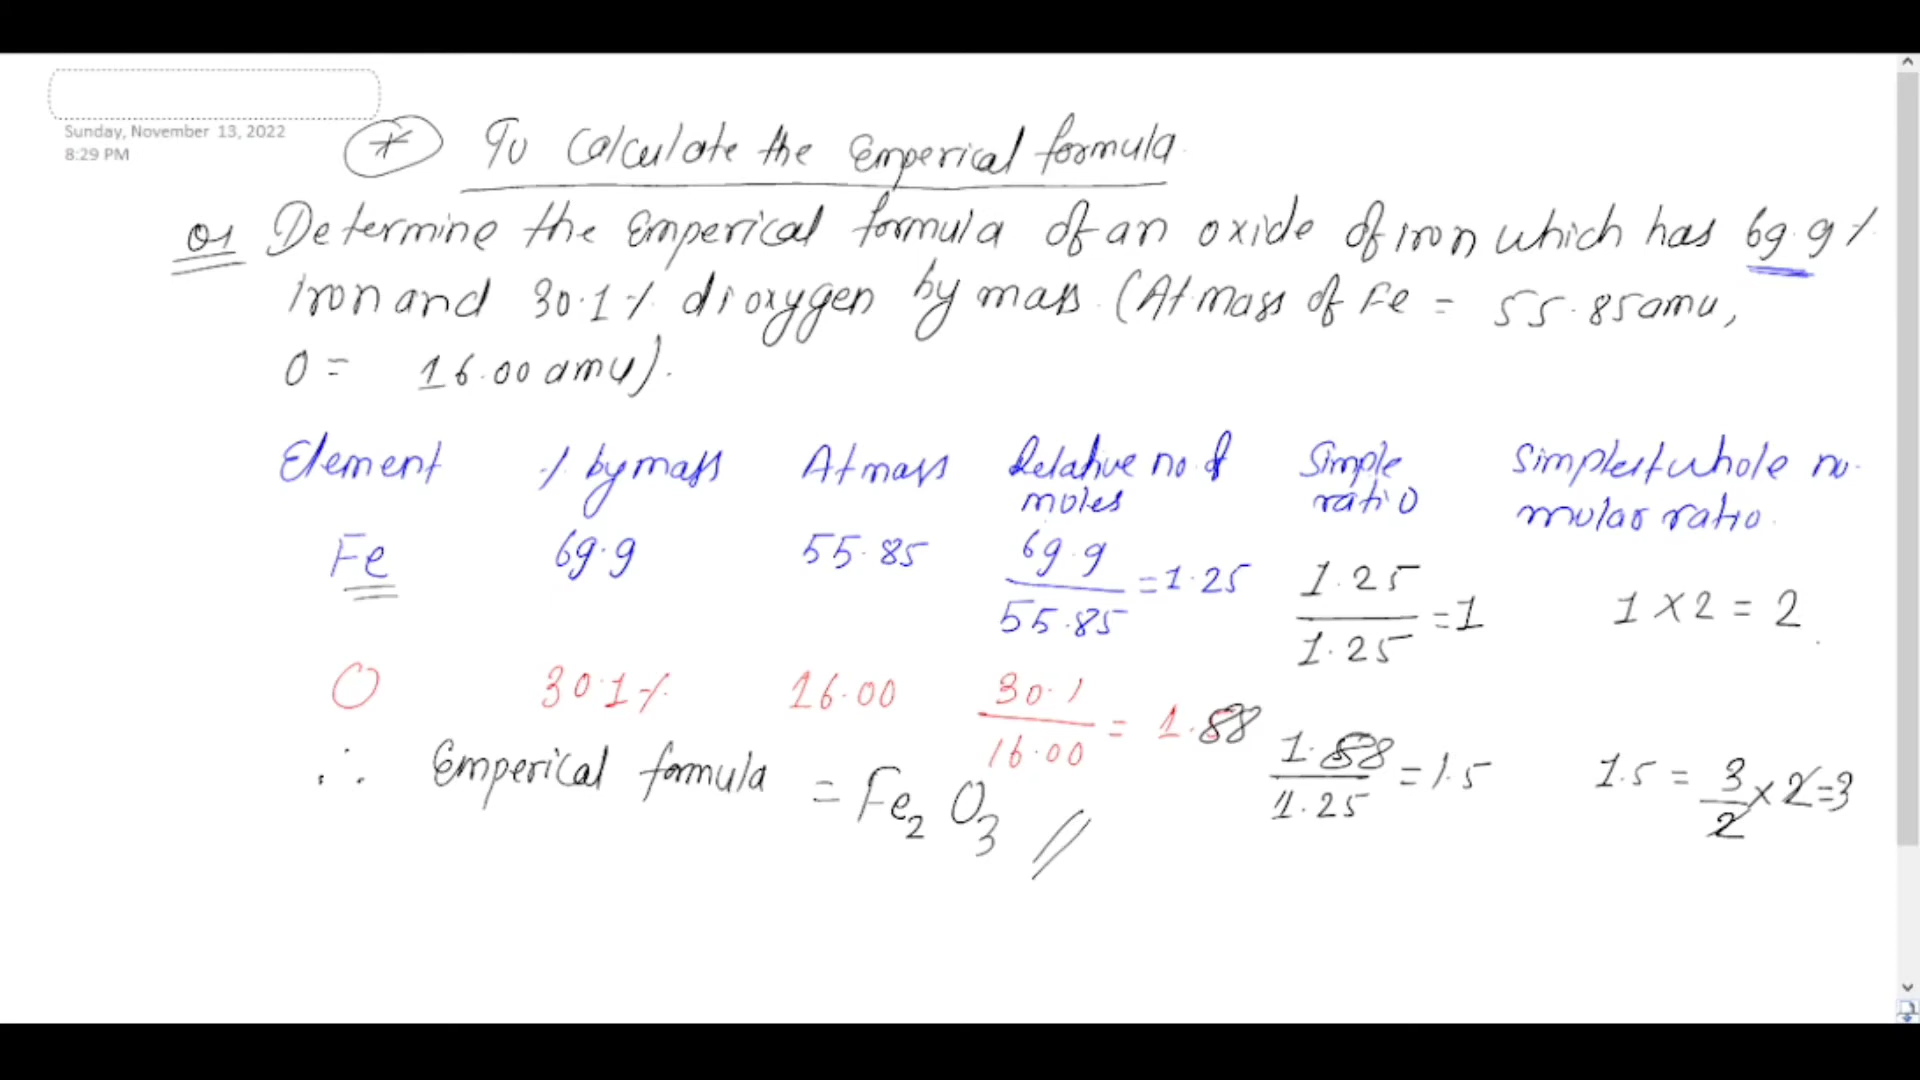 Sunday, November 13, 2022
8:29 PM
* To Calculate the Emperical formula
Q1 Determine the Emperical formula of an oxide of iron which has 69.9%
iron and 30.1% dioxygen by mass. (At mass of Fe = 55.85amu,
O = 16.00 amu).
Element % by mass At mass Relative no. of moles Simple ratio Simplest whole no. molar ratio.
Fe 69.9 55.85 69.9/55.85 = 1.25 1.25/1.25 = 1 1 × 2 = 2
O 30.1% 16.00 30.1/16.00 = 1.88 1.88/1.25 = 1.5 1.5 = 3/2 × 2 = 3
∴ Emperical formula = Fe₂O₃ //